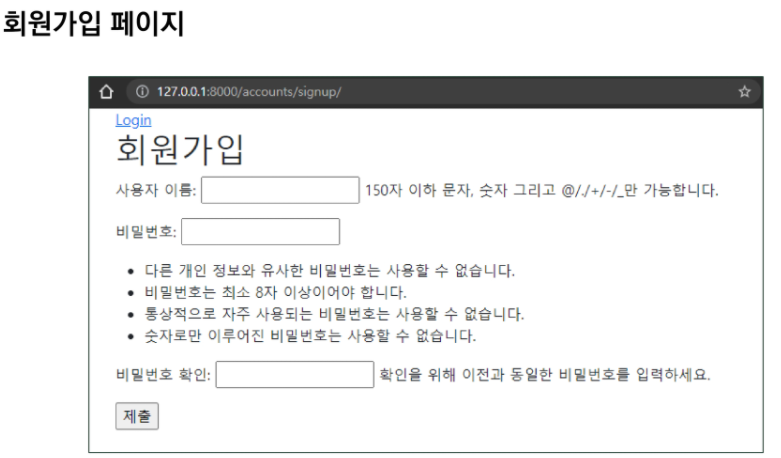 회원가입 페이지
127.0.0.1:8000/accounts/signup/
Login
회원가입
사용자 이름: 150자 이하 문자, 숫자 그리고 @/./+/-/_만 가능합니다.
비밀번호:
다른 개인 정보와 유사한 비밀번호는 사용할 수 없습니다.
비밀번호는 최소 8자 이상이어야 합니다.
통상적으로 자주 사용되는 비밀번호는 사용할 수 없습니다.
숫자로만 이루어진 비밀번호는 사용할 수 없습니다.
비밀번호 확인: 확인을 위해 이전과 동일한 비밀번호를 입력하세요.
제출